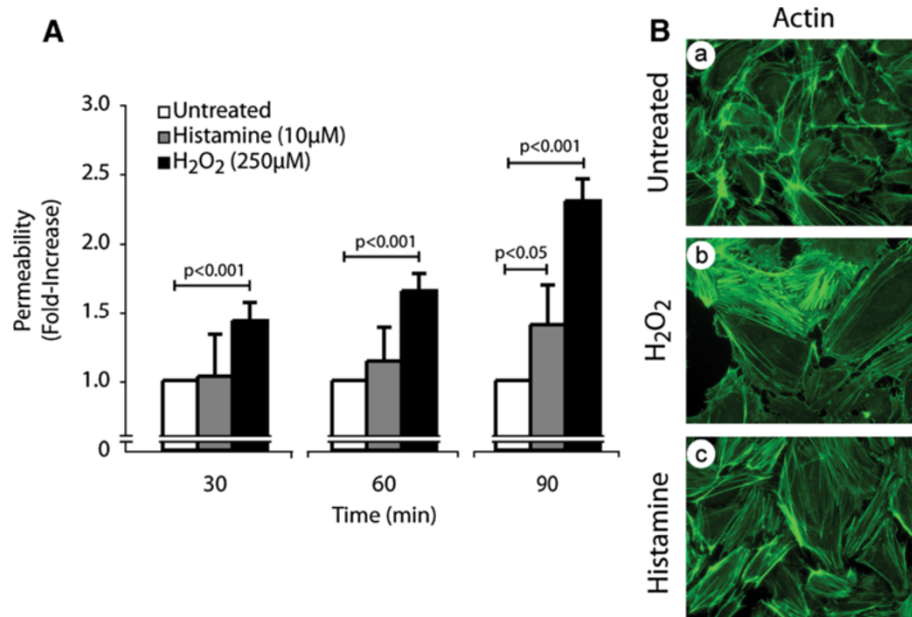 A
3.0
2.5
2.0
1.5
1.0
0
Permeability
(Fold-Increase)
Untreated
Histamine (10μM)
H₂O₂ (250μM)
p<0.001
p<0.001
p<0.001
p<0.05
30
60
90
Time (min)
B
Actin
Untreated
a
H₂O₂
b
Histamine
c